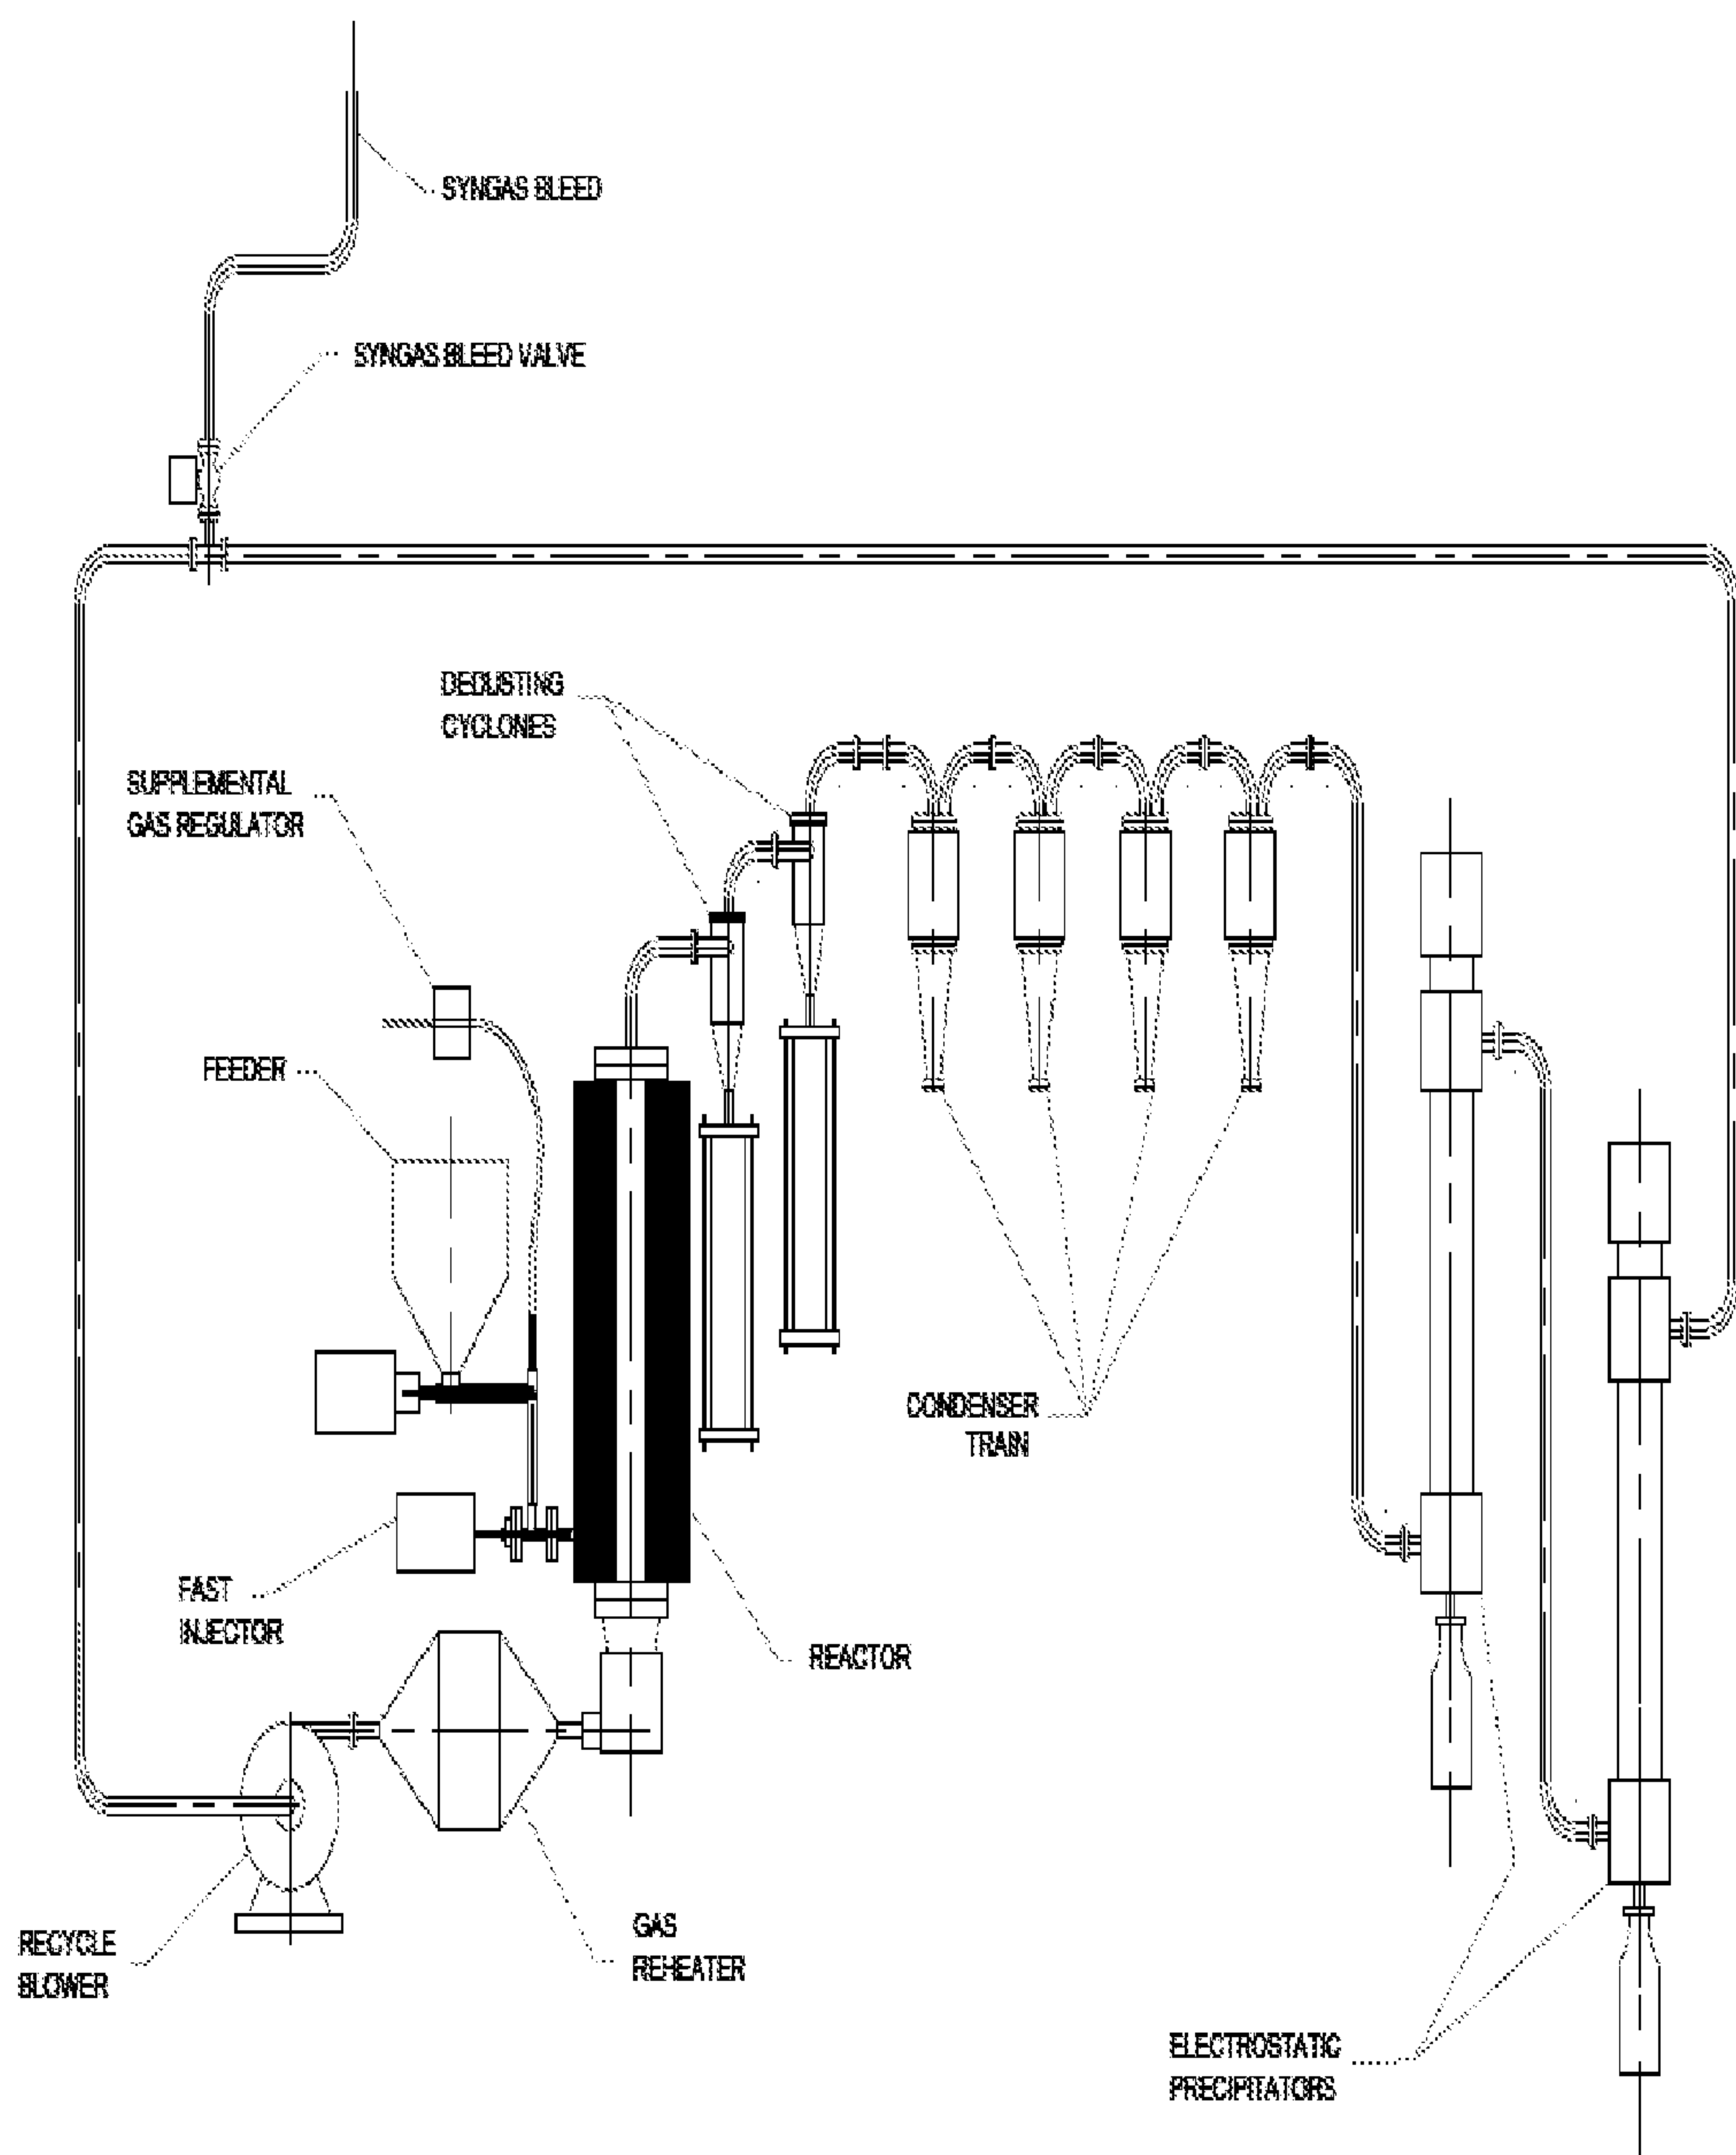 SYNGAS BLEED
SYNGAS BLEED VALVE
DEDUSTING
CYCLONES
SUPPLEMENTAL
GAS REGULATOR
FEEDER
CONDENSER
TRAIN
FAST
INJECTOR
REACTOR
RECYCLE
BLOWER
GAS
REHEATER
ELECTROSTATIC
PRECIPITATORS